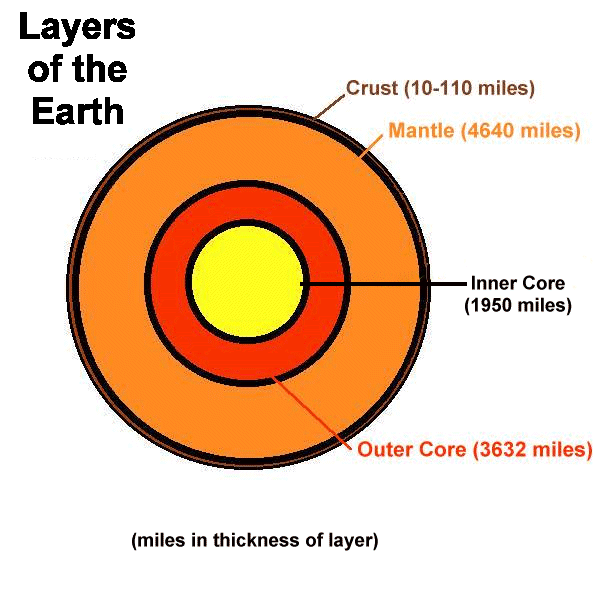 Layers
of the
Earth
Crust (10-110 miles)
Mantle (4640 miles)
Inner Core
(1950 miles)
Outer Core (3632 miles)
(miles in thickness of layer)